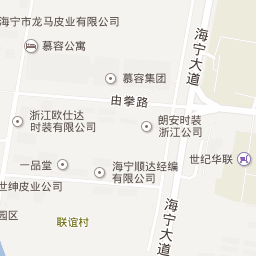 海宁市龙马皮业有限公司
慕容公寓
海宁大道
慕容集团
由拳路
浙江欧仕达
时装有限公司
朗安时装
浙江公司
世纪华联
一品堂
海宁顺达经编
有限公司
世绅皮业公司
园区
联谊村
海宁大道